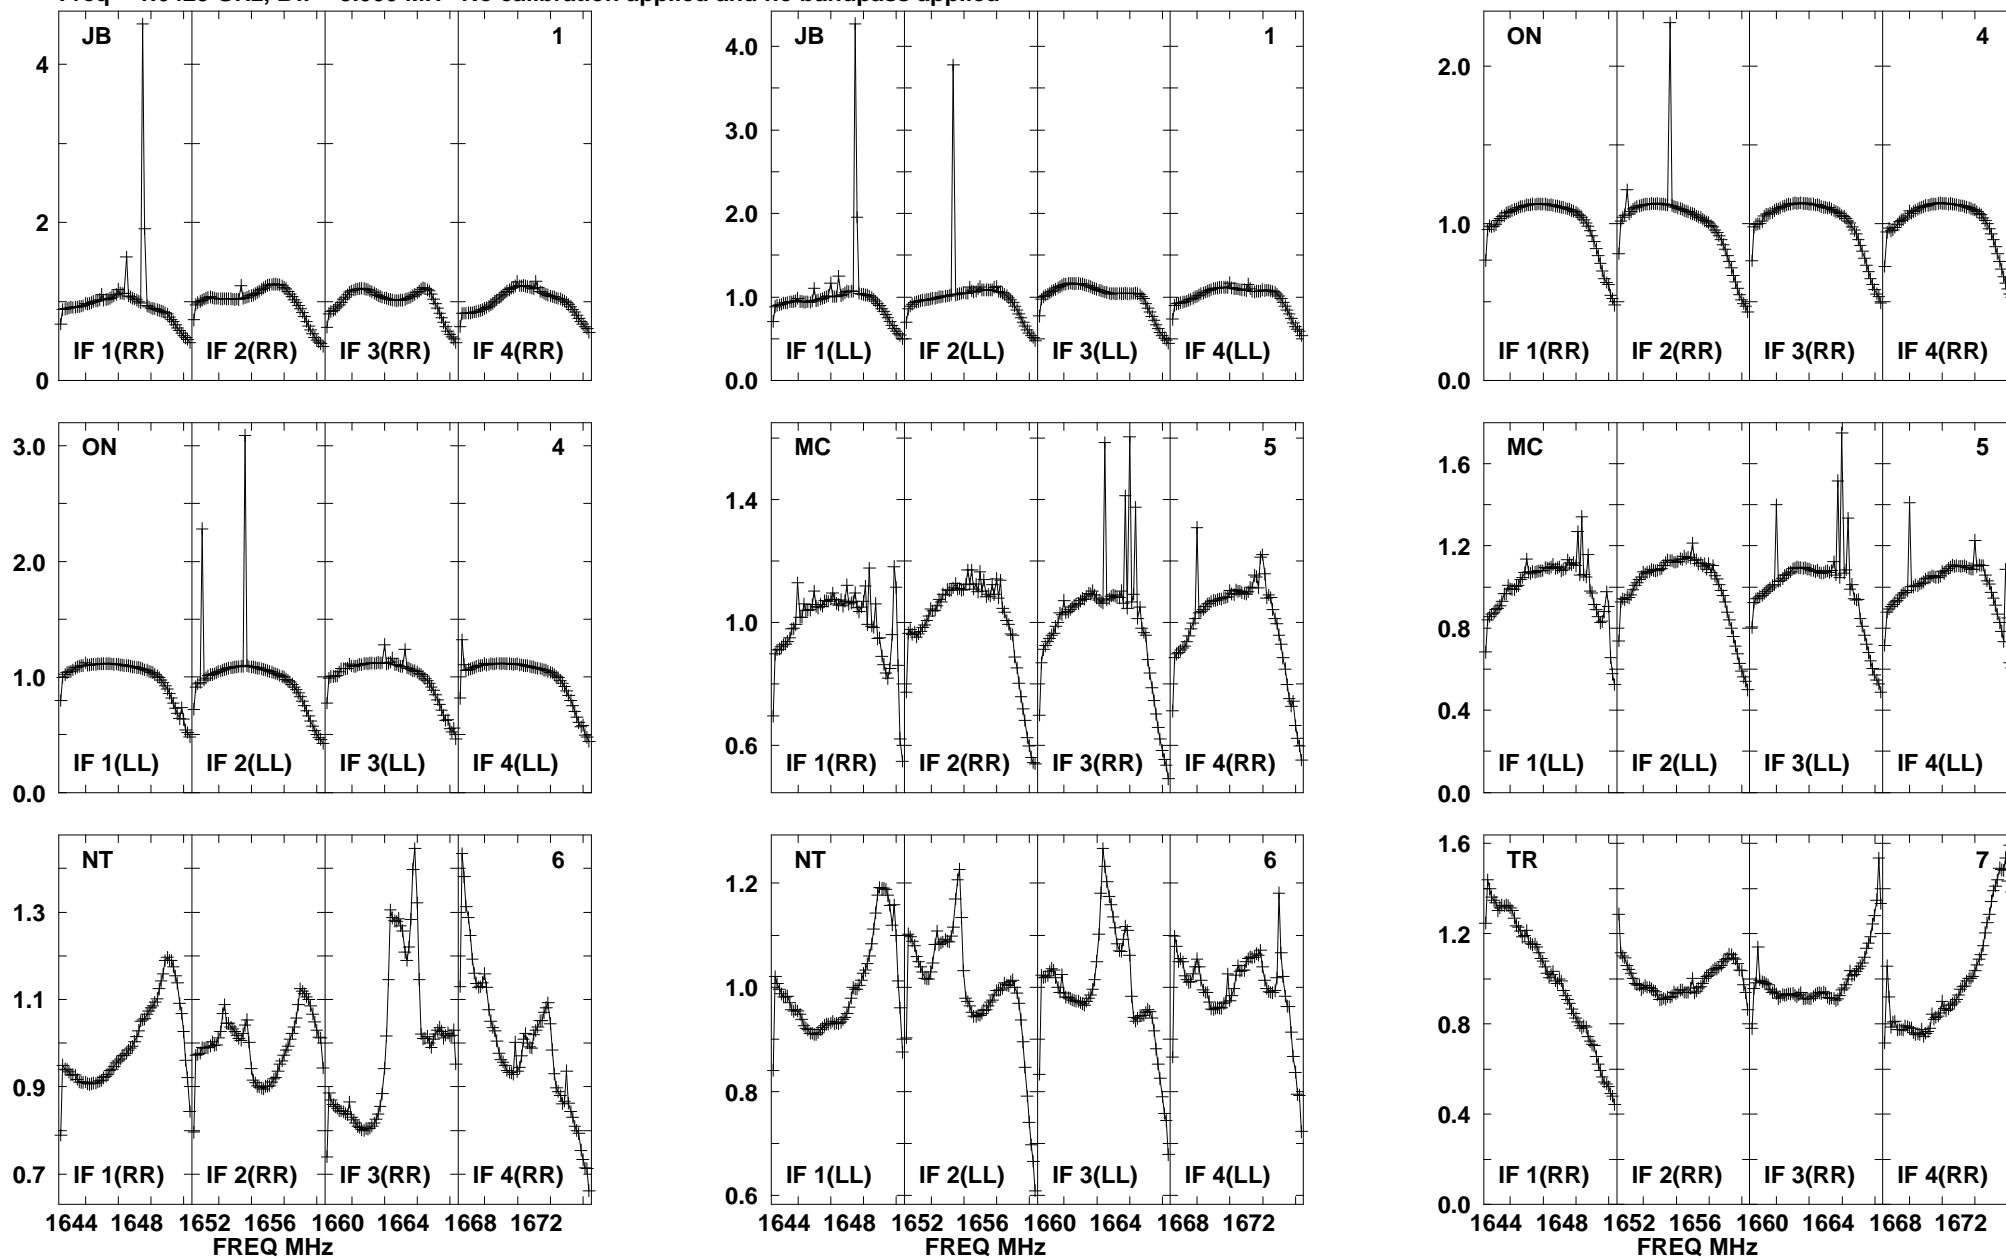 JB 1
4
2
0
IF 1(RR) IF 2(RR) IF 3(RR) IF 4(RR)
JB 1
4.0
3.0
2.0
1.0
0.0
IF 1(LL) IF 2(LL) IF 3(LL) IF 4(LL)
ON 4
2.0
1.0
0.0
IF 1(RR) IF 2(RR) IF 3(RR) IF 4(RR)
ON 4
3.0
2.0
1.0
0.0
IF 1(LL) IF 2(LL) IF 3(LL) IF 4(LL)
MC 5
1.4
1.0
0.6
IF 1(RR) IF 2(RR) IF 3(RR) IF 4(RR)
MC 5
1.6
1.2
0.8
0.4
0.0
IF 1(LL) IF 2(LL) IF 3(LL) IF 4(LL)
NT 6
1.3
1.1
0.9
0.7
IF 1(RR) IF 2(RR) IF 3(RR) IF 4(RR)
1644 1648 1652 1656 1660 1664 1668 1672
FREQ MHz
NT 6
1.2
1.0
0.8
0.6
IF 1(LL) IF 2(LL) IF 3(LL) IF 4(LL)
1644 1648 1652 1656 1660 1664 1668 1672
FREQ MHz
TR 7
1.6
1.2
0.8
0.4
0.0
IF 1(RR) IF 2(RR) IF 3(RR) IF 4(RR)
1644 1648 1652 1656 1660 1664 1668 1672
FREQ MHz